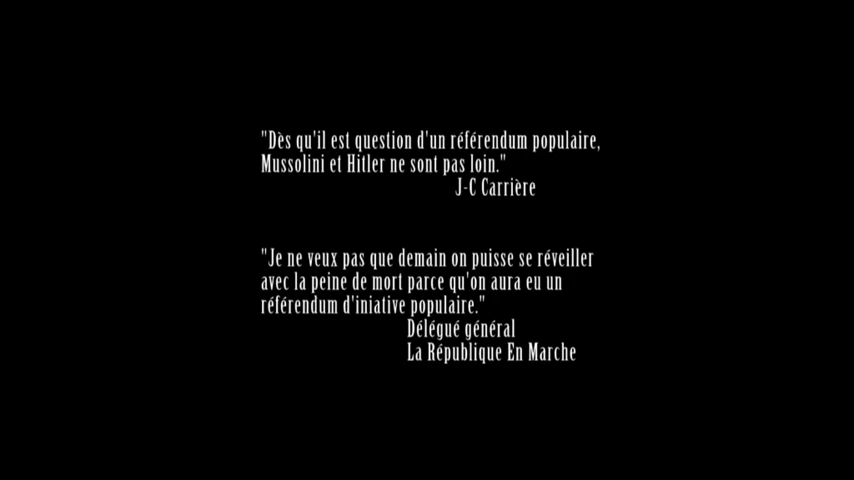 "Dès qu'il est question d'un référendum populaire,
Mussolini et Hitler ne sont pas loin."
J-C Carrière
"Je ne veux pas que demain on puisse se réveiller
avec la peine de mort parce qu'on aura eu un
référendum d'iniative populaire."
Délégué général
La République En Marche